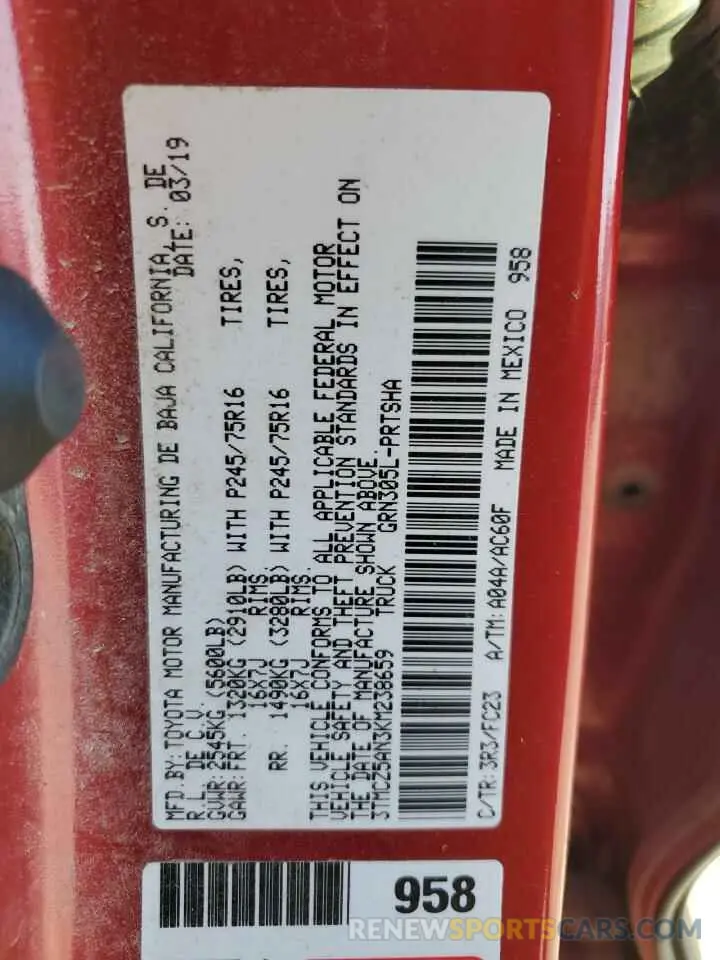 MFD.BY:TOYOTA MOTOR MANUFACTURING DE BAJA CALIFORNIA, S. DE
R.L. DE C.V. DATE: 03/19
GVWR:2545KG (5600LB)
GAWR:FRT. 1320KG (2910LB) WITH P245/75R16 TIRES,
16X7J RIMS
RR. 1490KG (3280LB) WITH P245/75R16 TIRES,
16X7J RIMS.
THIS VEHICLE CONFORMS TO ALL APPLICABLE FEDERAL MOTOR
VEHICLE SAFETY AND THEFT PREVENTION STANDARDS IN EFFECT ON
THE DATE OF MANUFACTURE SHOWN ABOVE.
3TMCZ5AN3KM238659 TRUCK GRN305L-PRTSHA
C/TR:3R3/FC23 A/TM:A04A/AC60F MADE IN MEXICO 958
958
RENEWSPORTSCARS.COM